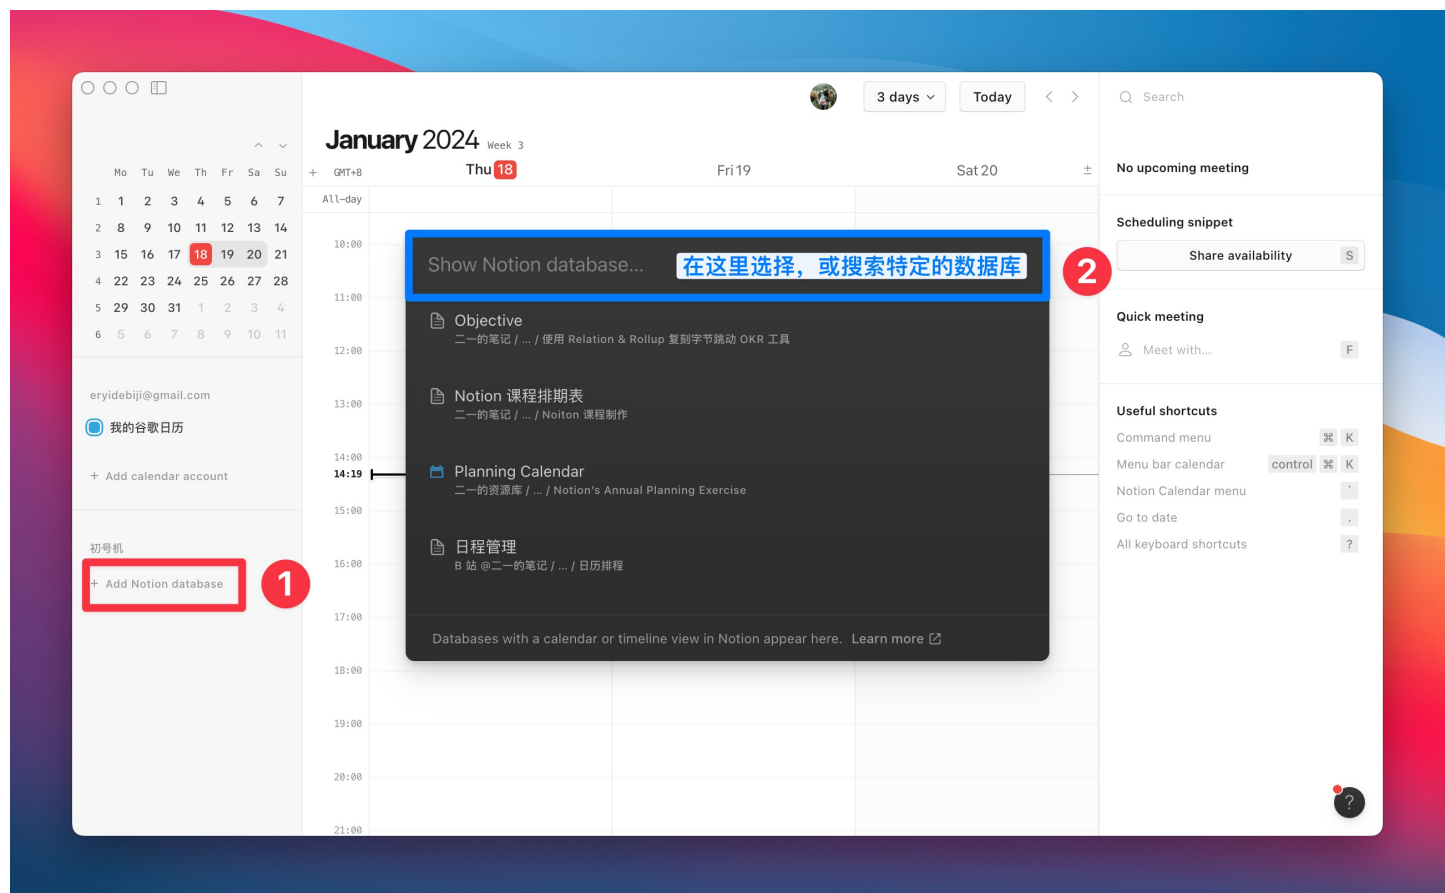 3 days
Today
Search
January 2024 Week 3
Mo Tu We Th Fr Sa Su
1 1 2 3 4 5 6 7
2 8 9 10 11 12 13 14
3 15 16 17 18 19 20 21
4 22 23 24 25 26 27 28
5 29 30 31 1 2 3 4
6 5 6 7 8 9 10 11
eryidebiji@gmail.com
我的谷歌日历
+ Add calendar account
初号机
+ Add Notion database
1
+ GMT+8 Thu 18 Fri 19 Sat 20 ±
All-day
10:00
11:00
12:00
13:00
14:00
14:19
15:00
16:00
17:00
18:00
19:00
20:00
21:00
Show Notion database... 在这里选择，或搜索特定的数据库
2
Objective
二一的笔记 / ... / 使用 Relation & Rollup 复刻字节跳动 OKR 工具
Notion 课程排期表
二一的笔记 / ... / Noiton 课程制作
Planning Calendar
二一的资源库 / ... / Notion's Annual Planning Exercise
日程管理
B 站 @二一的笔记 / ... / 日历排程
Databases with a calendar or timeline view in Notion appear here. Learn more
No upcoming meeting
Scheduling snippet
Share availability S
Quick meeting
Meet with... F
Useful shortcuts
Command menu ⌘ K
Menu bar calendar control ⌘ K
Notion Calendar menu `
Go to date .
All keyboard shortcuts ?
?